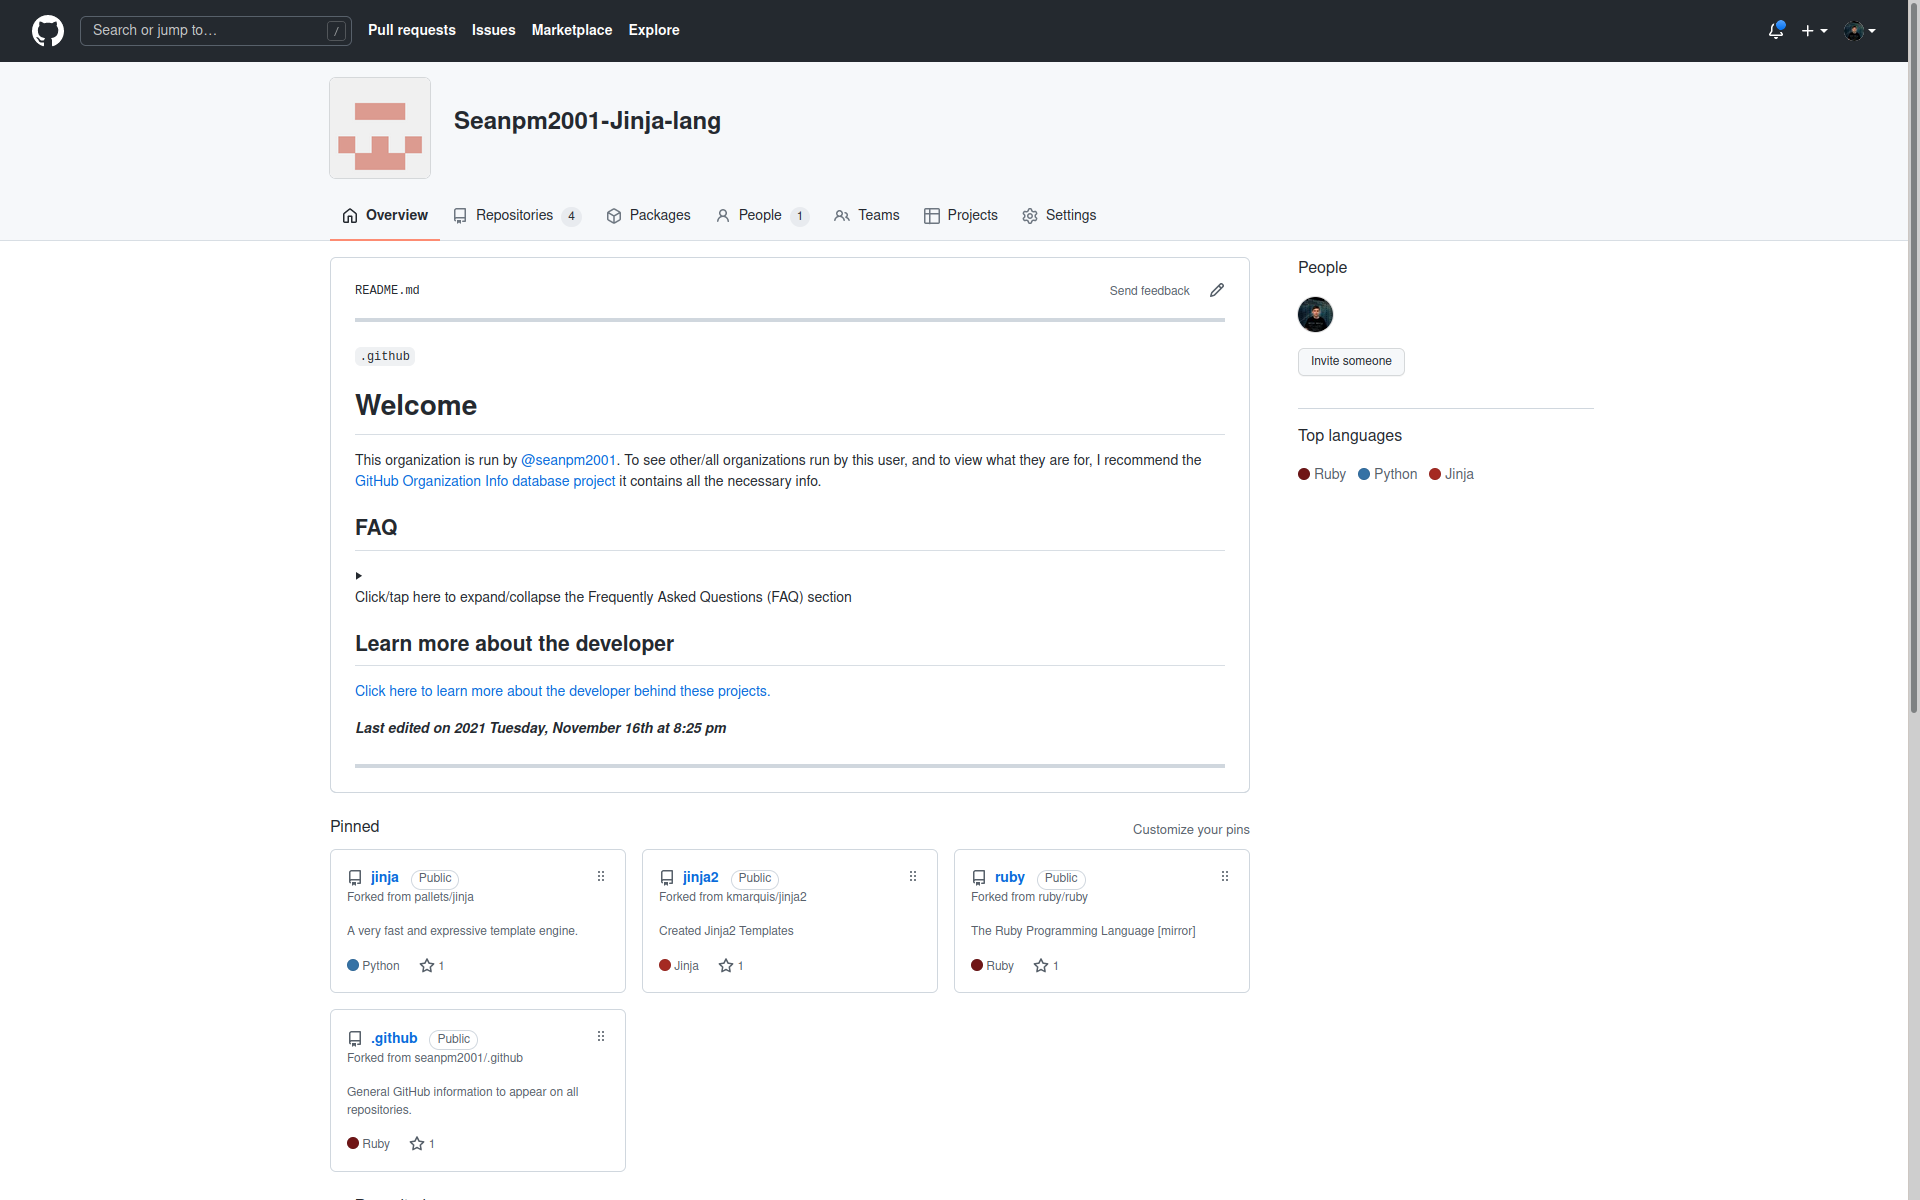 Search or jump to…
/
Pull requests
Issues
Marketplace
Explore
Seanpm2001-Jinja-lang
Overview
Repositories 4
Packages
People 1
Teams
Projects
Settings
README.md
Send feedback
.github
Welcome
This organization is run by @seanpm2001. To see other/all organizations run by this user, and to view what they are for, I recommend the
GitHub Organization Info database project it contains all the necessary info.
FAQ
Click/tap here to expand/collapse the Frequently Asked Questions (FAQ) section
Learn more about the developer
Click here to learn more about the developer behind these projects.
Last edited on 2021 Tuesday, November 16th at 8:25 pm
People
Invite someone
Top languages
Ruby Python Jinja
Pinned
Customize your pins
jinja Public
Forked from pallets/jinja
A very fast and expressive template engine.
Python 1
jinja2 Public
Forked from kmarquis/jinja2
Created Jinja2 Templates
Jinja 1
ruby Public
Forked from ruby/ruby
The Ruby Programming Language [mirror]
Ruby 1
.github Public
Forked from seanpm2001/.github
General GitHub information to appear on all
repositories.
Ruby 1